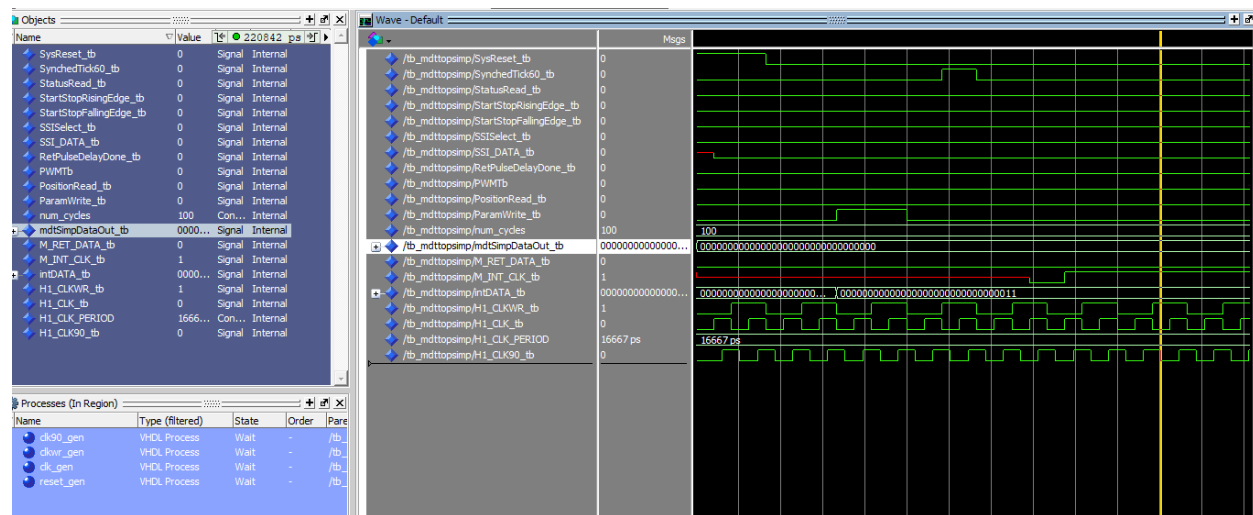 Objects
Name Value 220842 ps
SysReset_tb 0 Signal Internal
SynchedTick60_tb 0 Signal Internal
StatusRead_tb 0 Signal Internal
StartStopRisingEdge_tb 0 Signal Internal
StartStopFallingEdge_tb 0 Signal Internal
SSISelect_tb 0 Signal Internal
SSI_DATA_tb 0 Signal Internal
RetPulseDelayDone_tb 0 Signal Internal
PWMTb 0 Signal Internal
PositionRead_tb 0 Signal Internal
ParamWrite_tb 0 Signal Internal
num_cycles 100 Con... Internal
mdtSimpDataOut_tb 0000... Signal Internal
M_RET_DATA_tb 0 Signal Internal
M_INT_CLK_tb 1 Signal Internal
intDATA_tb 0000... Signal Internal
H1_CLKWR_tb 1 Signal Internal
H1_CLK_tb 0 Signal Internal
H1_CLK_PERIOD 1666... Con... Internal
H1_CLK90_tb 0 Signal Internal
Processes (In Region)
Name Type (filtered) State Order Pare
clk90_gen VHDL Process Wait - /tb_
clkwr_gen VHDL Process Wait - /tb_
clk_gen VHDL Process Wait - /tb_
reset_gen VHDL Process Wait - /tb_
Wave - Default
Msgs
/tb_mdttopsimp/SysReset_tb 0
/tb_mdttopsimp/SynchedTick60_tb 0
/tb_mdttopsimp/StatusRead_tb 0
/tb_mdttopsimp/StartStopRisingEdge_tb 0
/tb_mdttopsimp/StartStopFallingEdge_tb 0
/tb_mdttopsimp/SSISelect_tb 0
/tb_mdttopsimp/SSI_DATA_tb 0
/tb_mdttopsimp/RetPulseDelayDone_tb 0
/tb_mdttopsimp/PWMTb 0
/tb_mdttopsimp/PositionRead_tb 0
/tb_mdttopsimp/ParamWrite_tb 0
/tb_mdttopsimp/num_cycles 100 100
/tb_mdttopsimp/mdtSimpDataOut_tb 00000000000000... 00000000000000000000000000000000
/tb_mdttopsimp/M_RET_DATA_tb 0
/tb_mdttopsimp/M_INT_CLK_tb 1
/tb_mdttopsimp/intDATA_tb 00000000000000... 00000000000000000000... 00000000000000000000000000000011
/tb_mdttopsimp/H1_CLKWR_tb 1
/tb_mdttopsimp/H1_CLK_tb 0
/tb_mdttopsimp/H1_CLK_PERIOD 16667 ps 16667 ps
/tb_mdttopsimp/H1_CLK90_tb 0